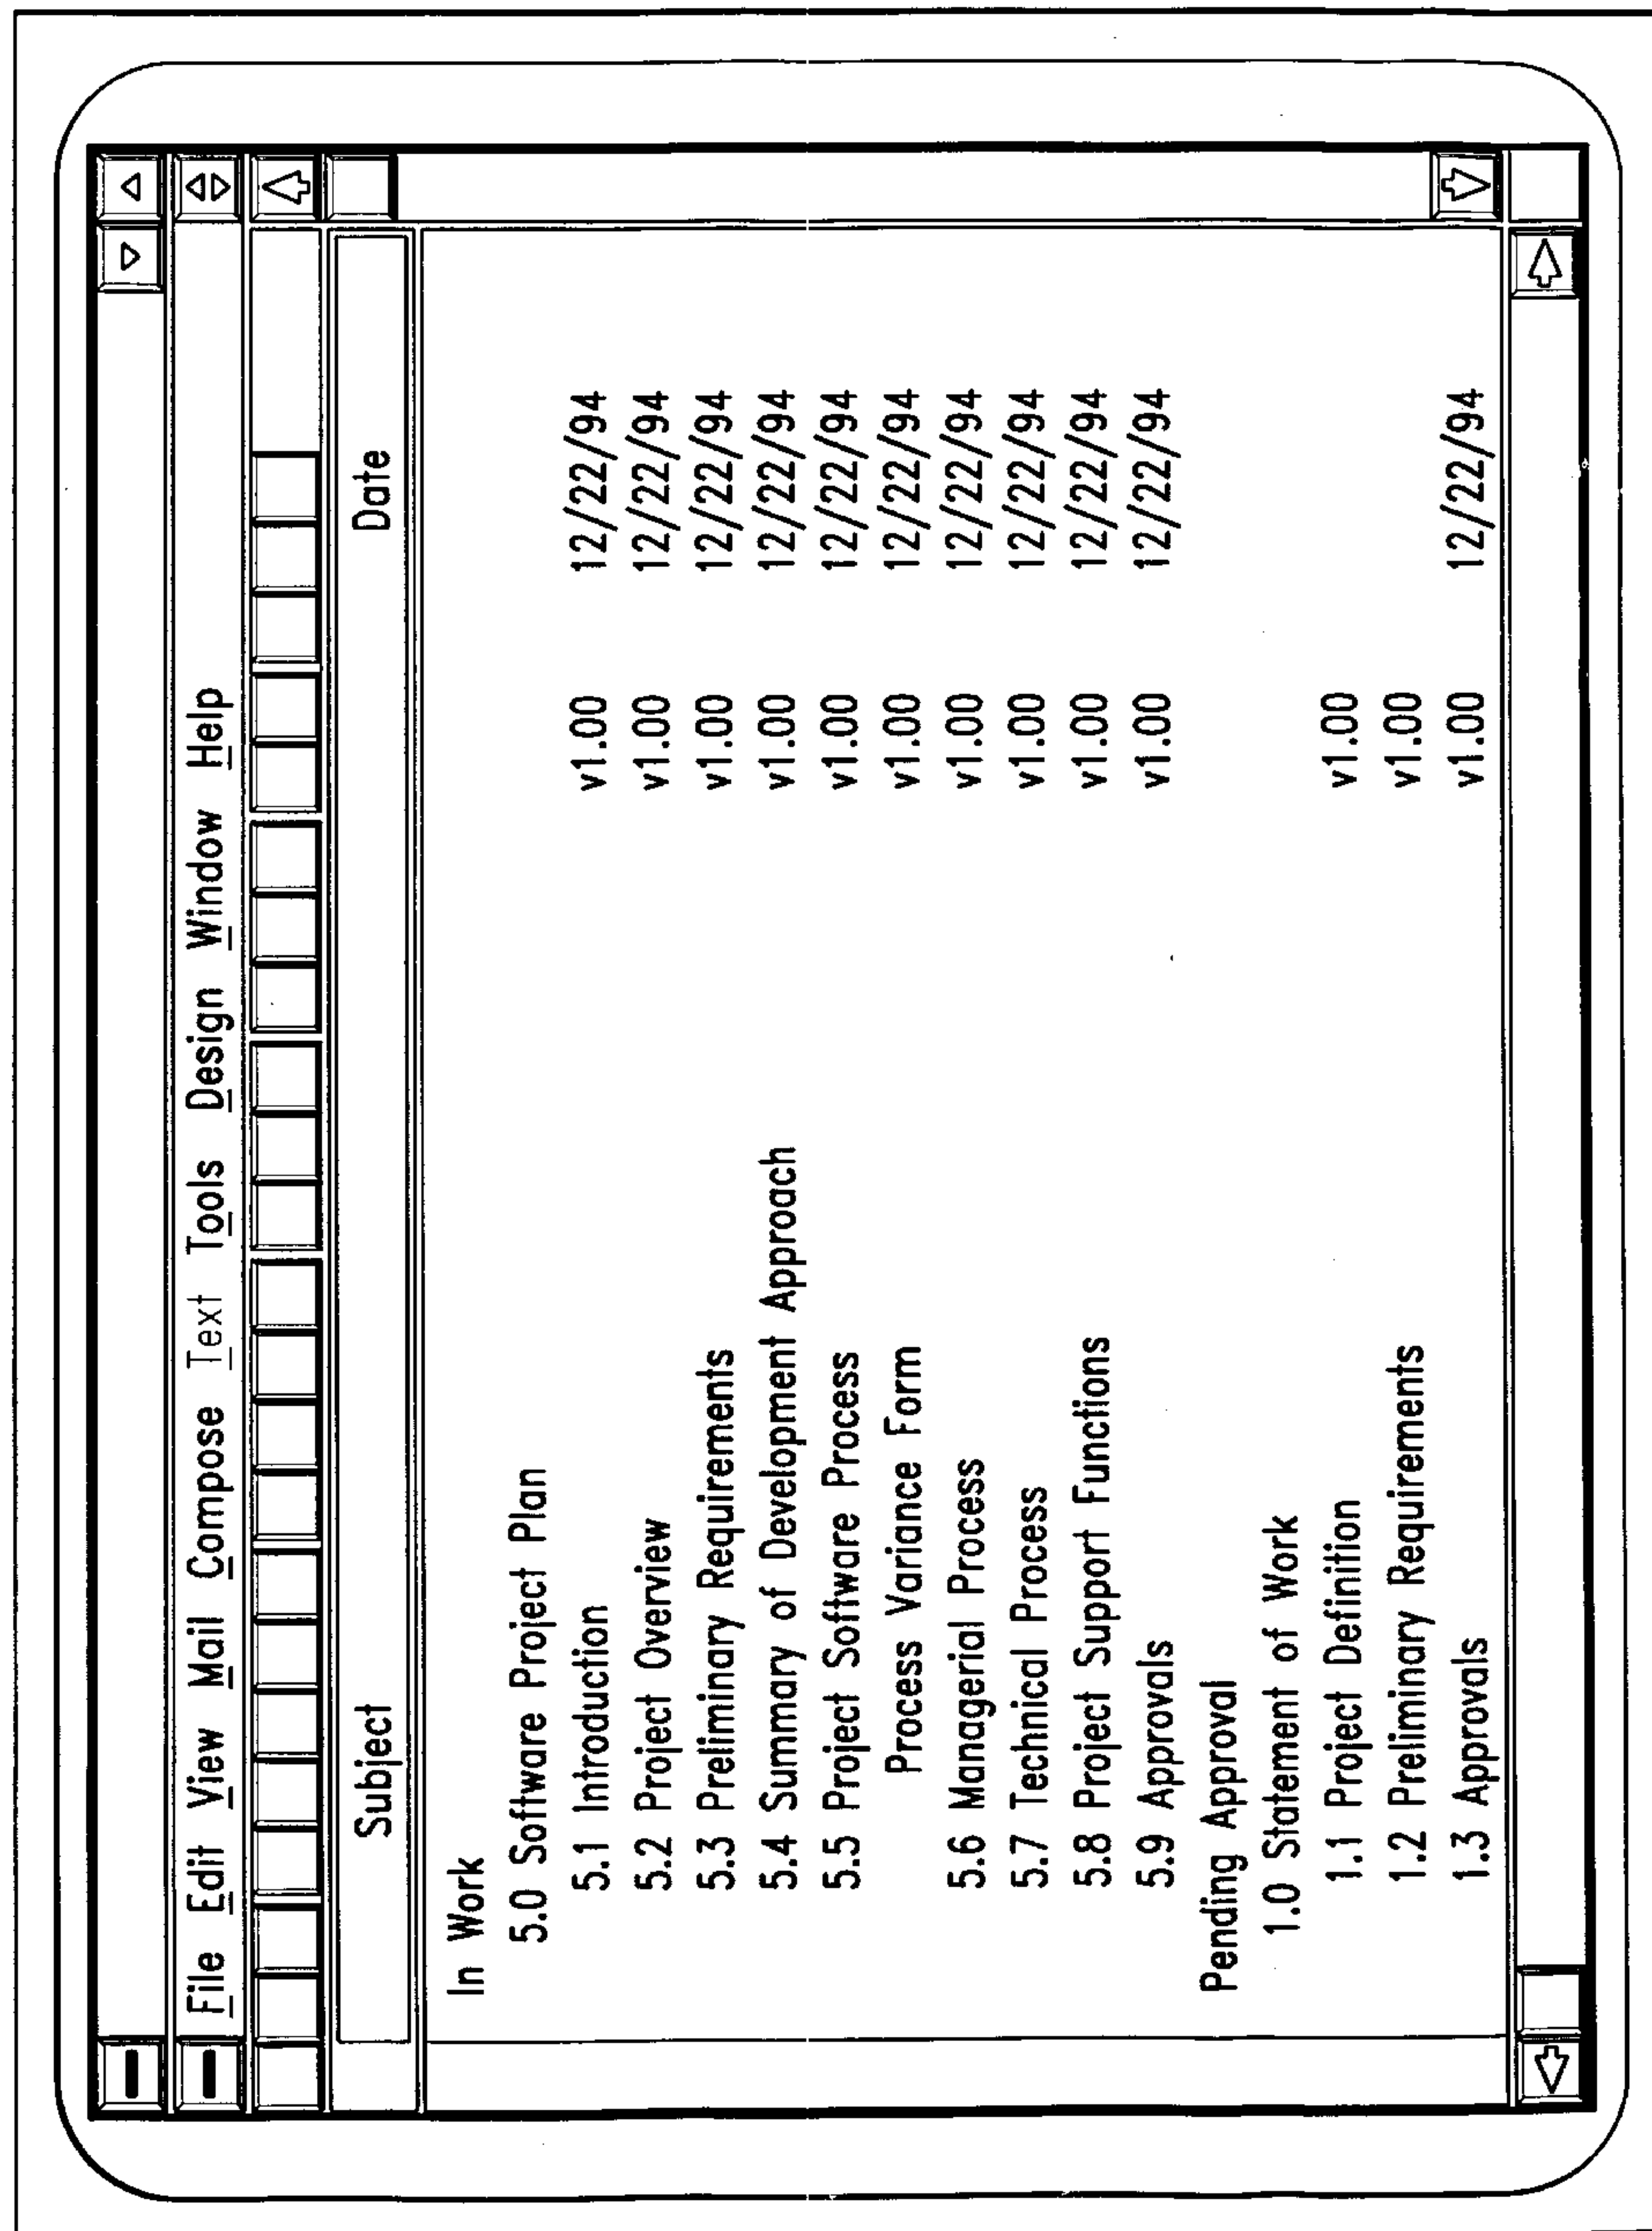 File Edit View Mail Compose Text Tools Design Window Help
Subject Date
In Work
5.0 Software Project Plan
5.1 Introduction v1.00 12/22/94
5.2 Project Overview v1.00 12/22/94
5.3 Preliminary Requirements v1.00 12/22/94
5.4 Summary of Development Approach v1.00 12/22/94
5.5 Project Software Process v1.00 12/22/94
Process Variance Form v1.00 12/22/94
5.6 Managerial Process v1.00 12/22/94
5.7 Technical Process v1.00 12/22/94
5.8 Project Support Functions v1.00 12/22/94
5.9 Approvals v1.00 12/22/94
Pending Approval
1.0 Statement of Work
1.1 Project Definition v1.00
1.2 Preliminary Requirements v1.00
1.3 Approvals v1.00 12/22/94